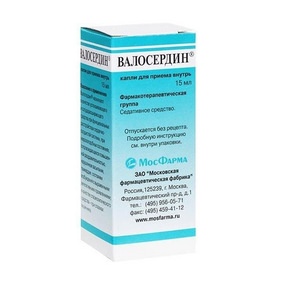 ВАЛОСЕРДИН®
капли для приема внутрь
15 мл
Фармакотерапевтическая
группа
Седативное средство.
Отпускается без рецепта.
Подробную инструкцию
см. внутри упаковки.
МосФарма
ЗАО "Московская
фармацевтическая фабрика"
Россия, 125239, г. Москва,
Фармацевтический пр-д, д.1
тел.: (495) 956-05-71
факс: (495) 459-41-12
www.mosfarma.ru